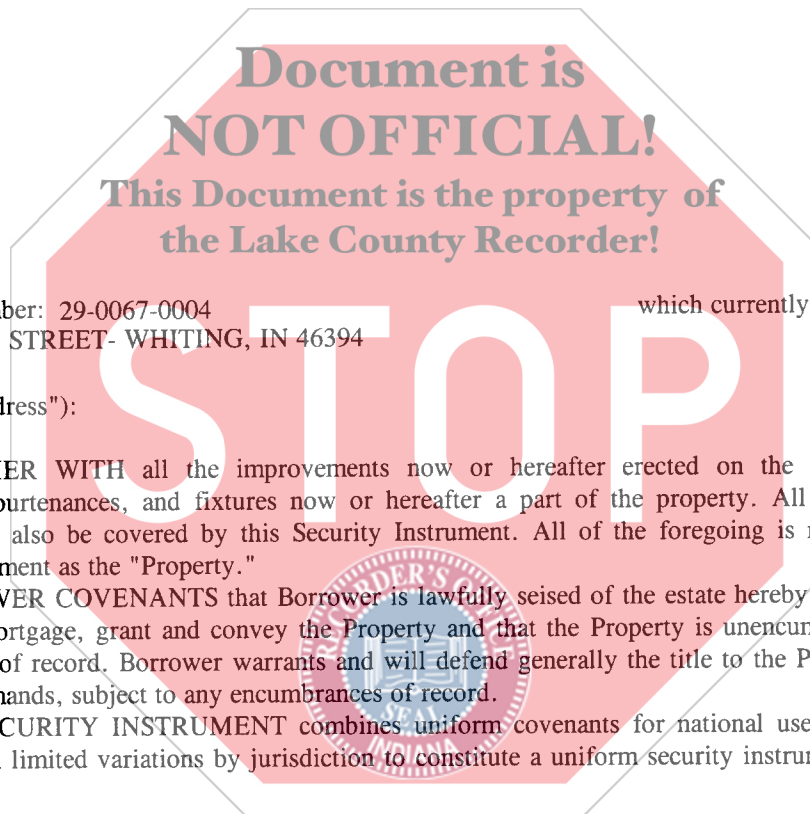 Document is
NOT OFFICIAL!
This Document is the property of
the Lake County Recorder!
ber: 29-0067-0004 which currently
STREET- WHITING, IN 46394
dress"):
STOP
ER WITH all the improvements now or hereafter erected on the
purtenances, and fixtures now or hereafter a part of the property. All
also be covered by this Security Instrument. All of the foregoing is
ment as the "Property."
VER COVENANTS that Borrower is lawfully seised of the estate hereby
ortgage, grant and convey the Property and that the Property is unencum
of record. Borrower warrants and will defend generally the title to the P
mands, subject to any encumbrances of record.
CURITY INSTRUMENT combines uniform covenants for national use
limited variations by jurisdiction to constitute a uniform security instru
RECORDER'S OFFICE
SEAL
INDIANA